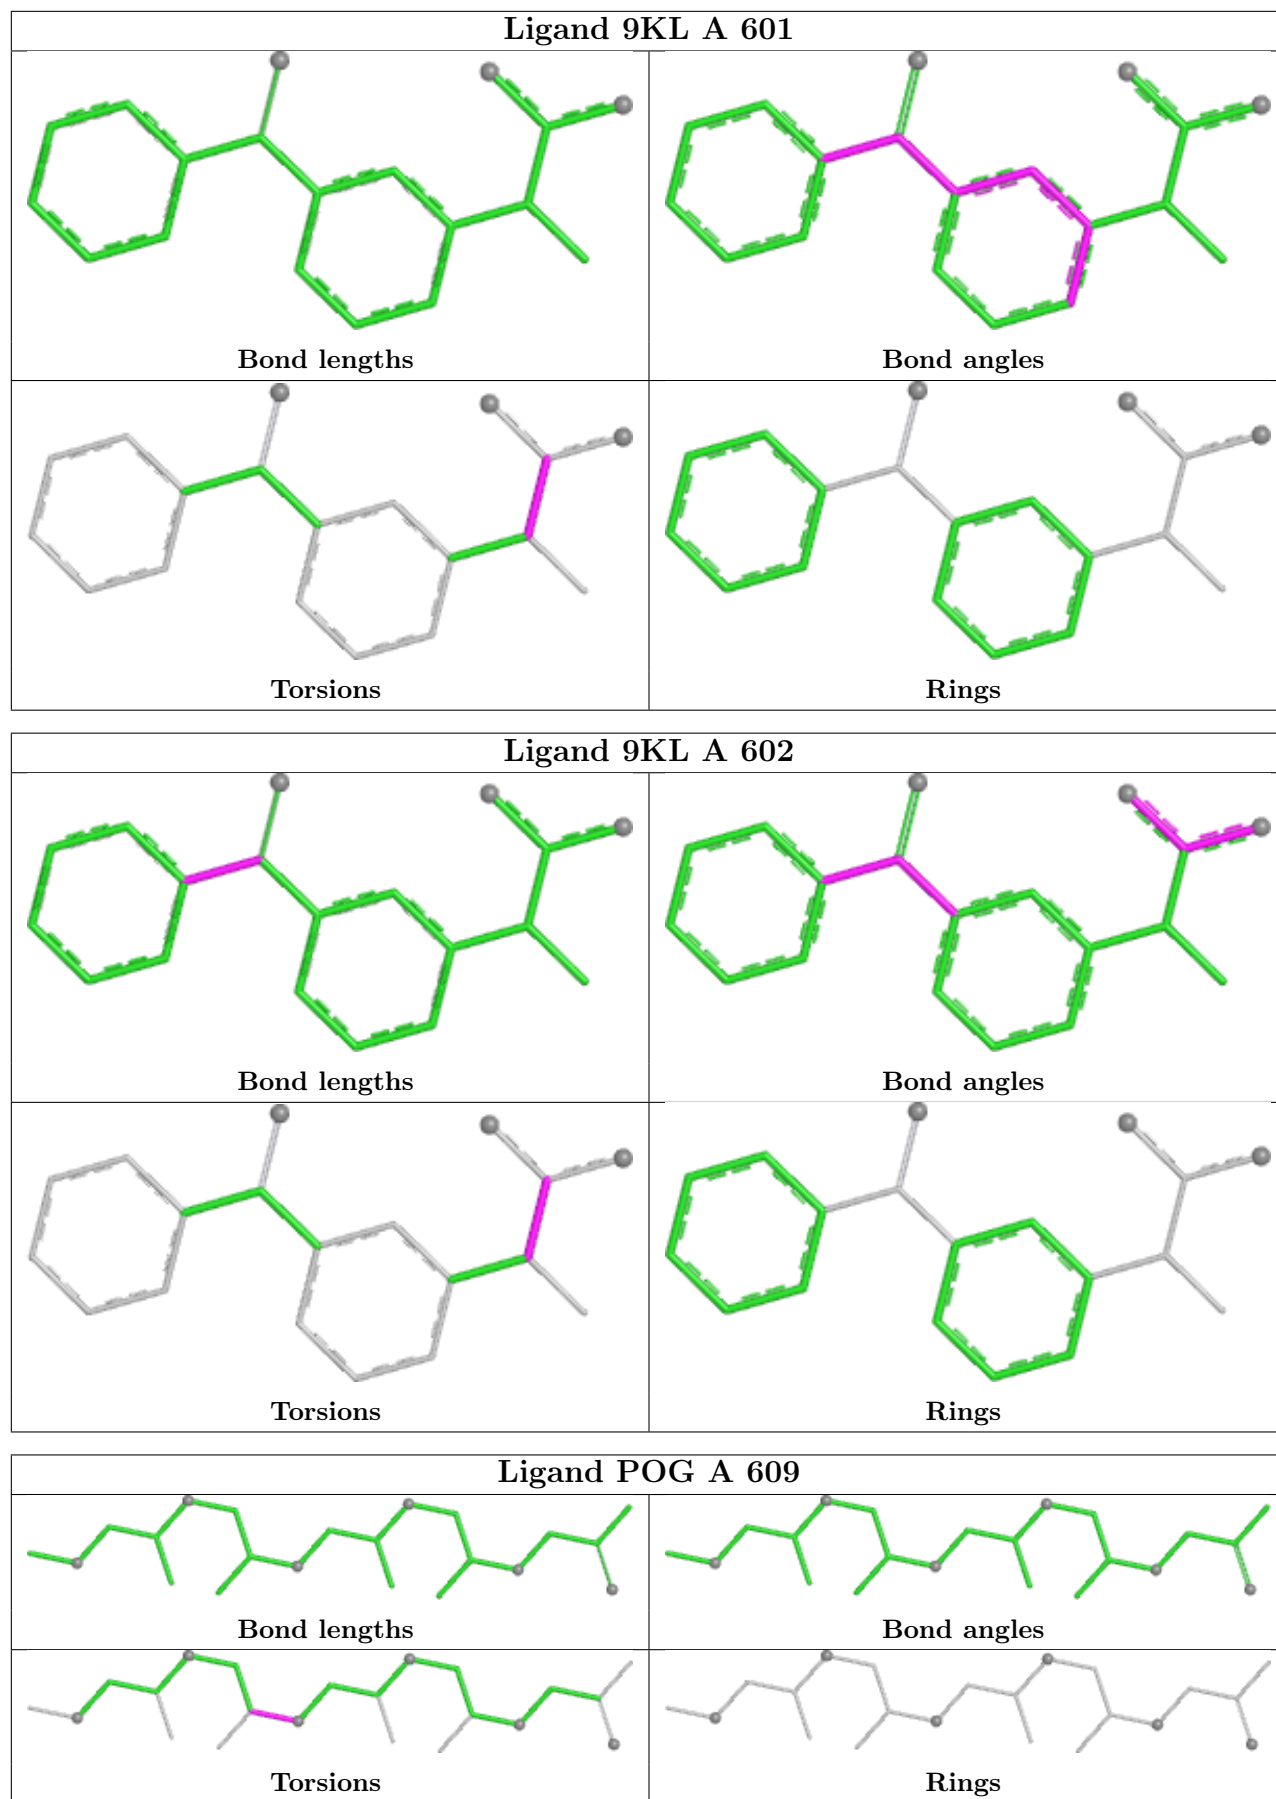 Ligand 9KL A 601
Bond lengths
Bond angles
Torsions
Rings
Ligand 9KL A 602
Bond lengths
Bond angles
Torsions
Rings
Ligand POG A 609
Bond lengths
Bond angles
Torsions
Rings